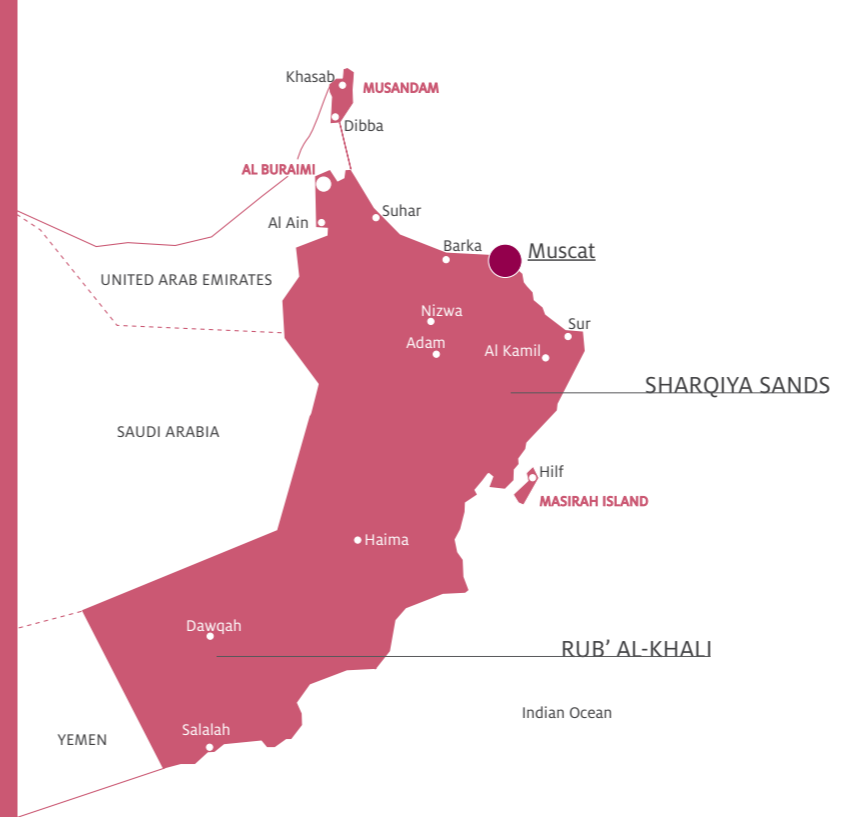 Khasab
MUSANDAM
Dibba
AL BURAIMI
Suhar
Al Ain
Barka
Muscat
UNITED ARAB EMIRATES
Nizwa
Sur
Adam
Al Kamil
SHARQIYA SANDS
SAUDI ARABIA
Hilf
MASIRAH ISLAND
Haima
Dawqah
RUB’ AL-KHALI
Indian Ocean
Salalah
YEMEN